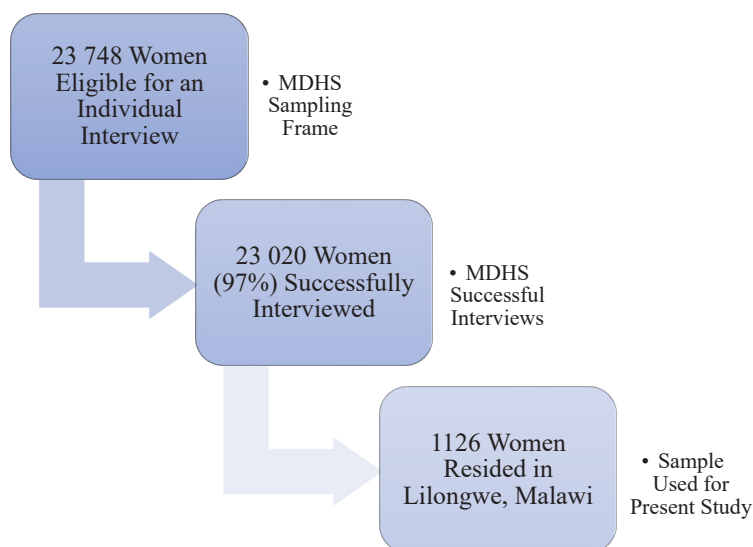 23 748 Women
Eligible for an
Individual
Interview
• MDHS
Sampling
Frame
23 020 Women
(97%) Successfully
Interviewed
• MDHS
Successful
Interviews
1126 Women
Resided in
Lilongwe, Malawi
• Sample
Used for
Present Study